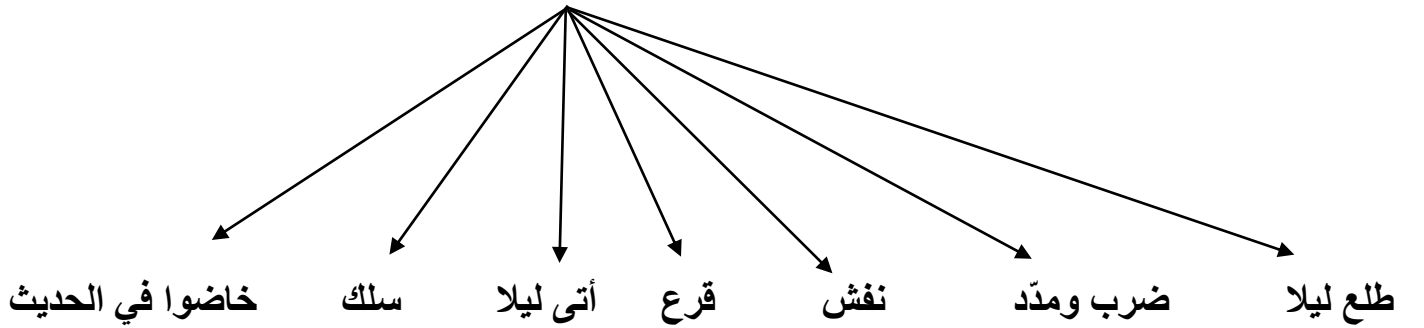 طلع ليلا ضرب ومدّد نفش قرع أتى ليلا سلك خاضوا في الحديث